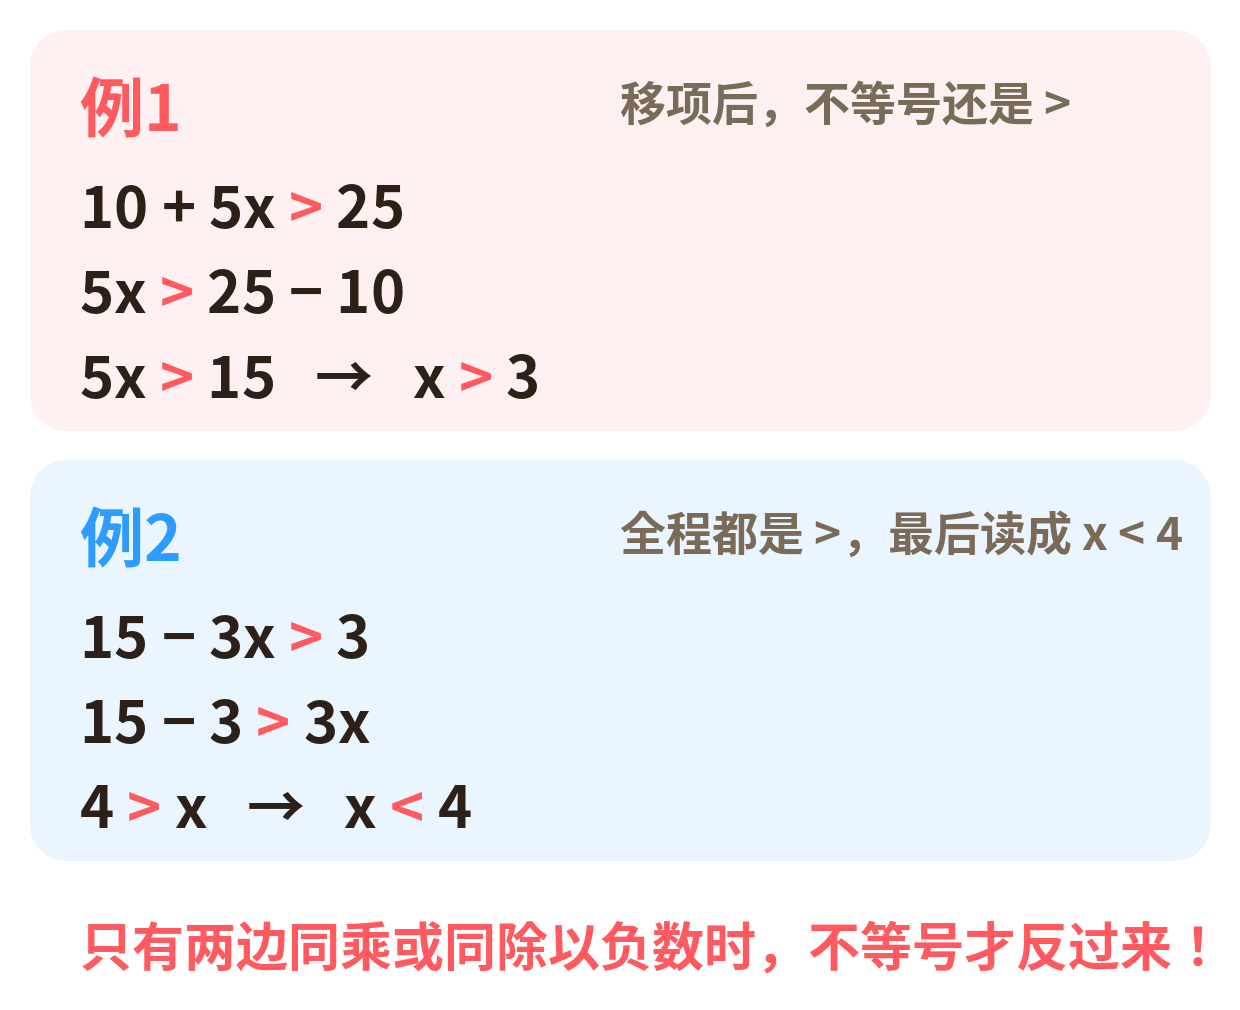 例1
移项后，不等号还是 >
10 + 5x > 25
5x > 25 − 10
5x > 15 → x > 3
例2
全程都是 >，最后读成 x < 4
15 − 3x > 3
15 − 3 > 3x
4 > x → x < 4
只有两边同乘或同除以负数时，不等号才反过来！